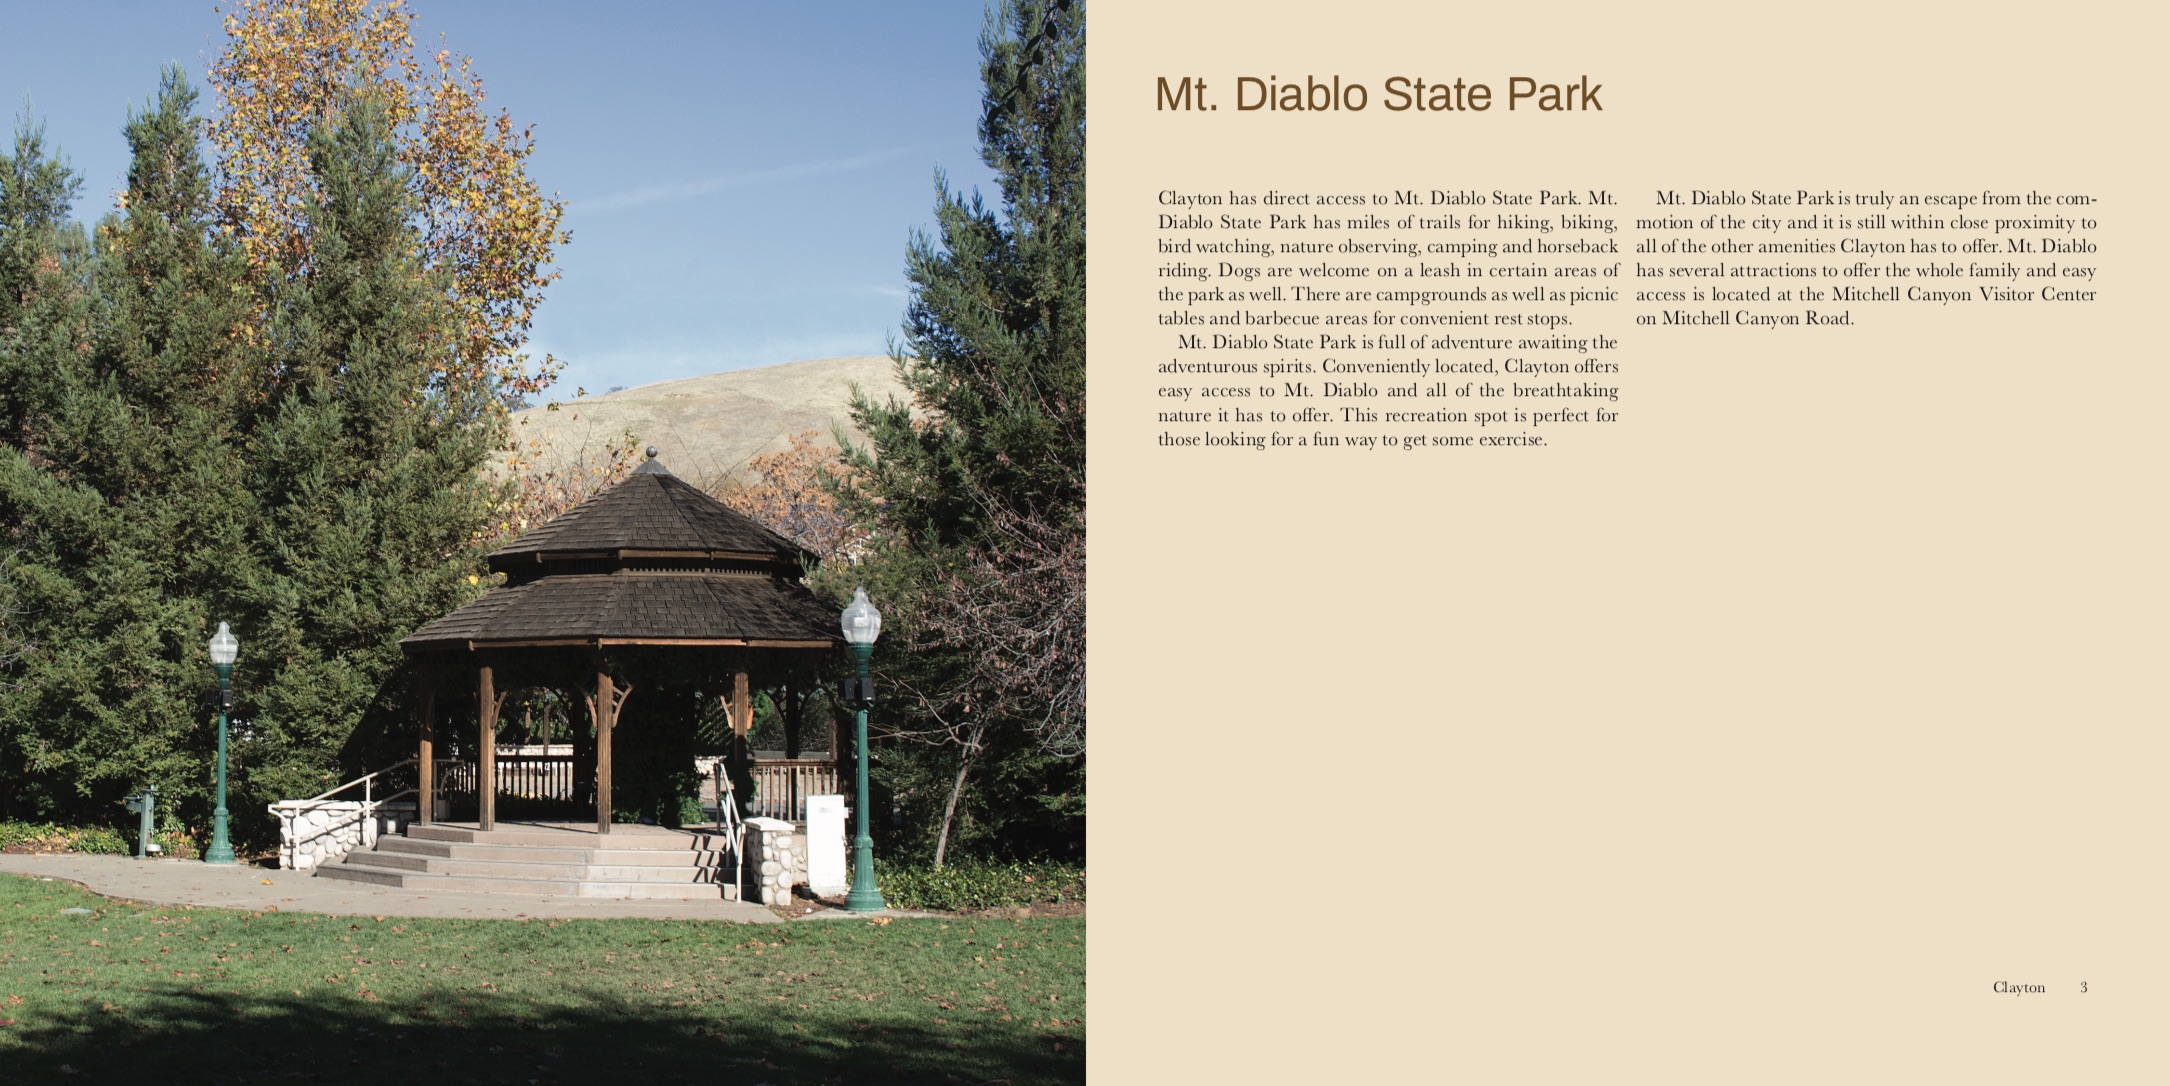 Mt. Diablo State Park
Clayton has direct access to Mt. Diablo State Park. Mt.
Diablo State Park has miles of trails for hiking, biking,
bird watching, nature observing, camping and horseback
riding. Dogs are welcome on a leash in certain areas of
the park as well. There are campgrounds as well as picnic
tables and barbecue areas for convenient rest stops.
Mt. Diablo State Park is full of adventure awaiting the
adventurous spirits. Conveniently located, Clayton offers
easy access to Mt. Diablo and all of the breathtaking
nature it has to offer. This recreation spot is perfect for
those looking for a fun way to get some exercise.
Mt. Diablo State Park is truly an escape from the com-
motion of the city and it is still within close proximity to
all of the other amenities Clayton has to offer. Mt. Diablo
has several attractions to offer the whole family and easy
access is located at the Mitchell Canyon Visitor Center
on Mitchell Canyon Road.
Clayton 3